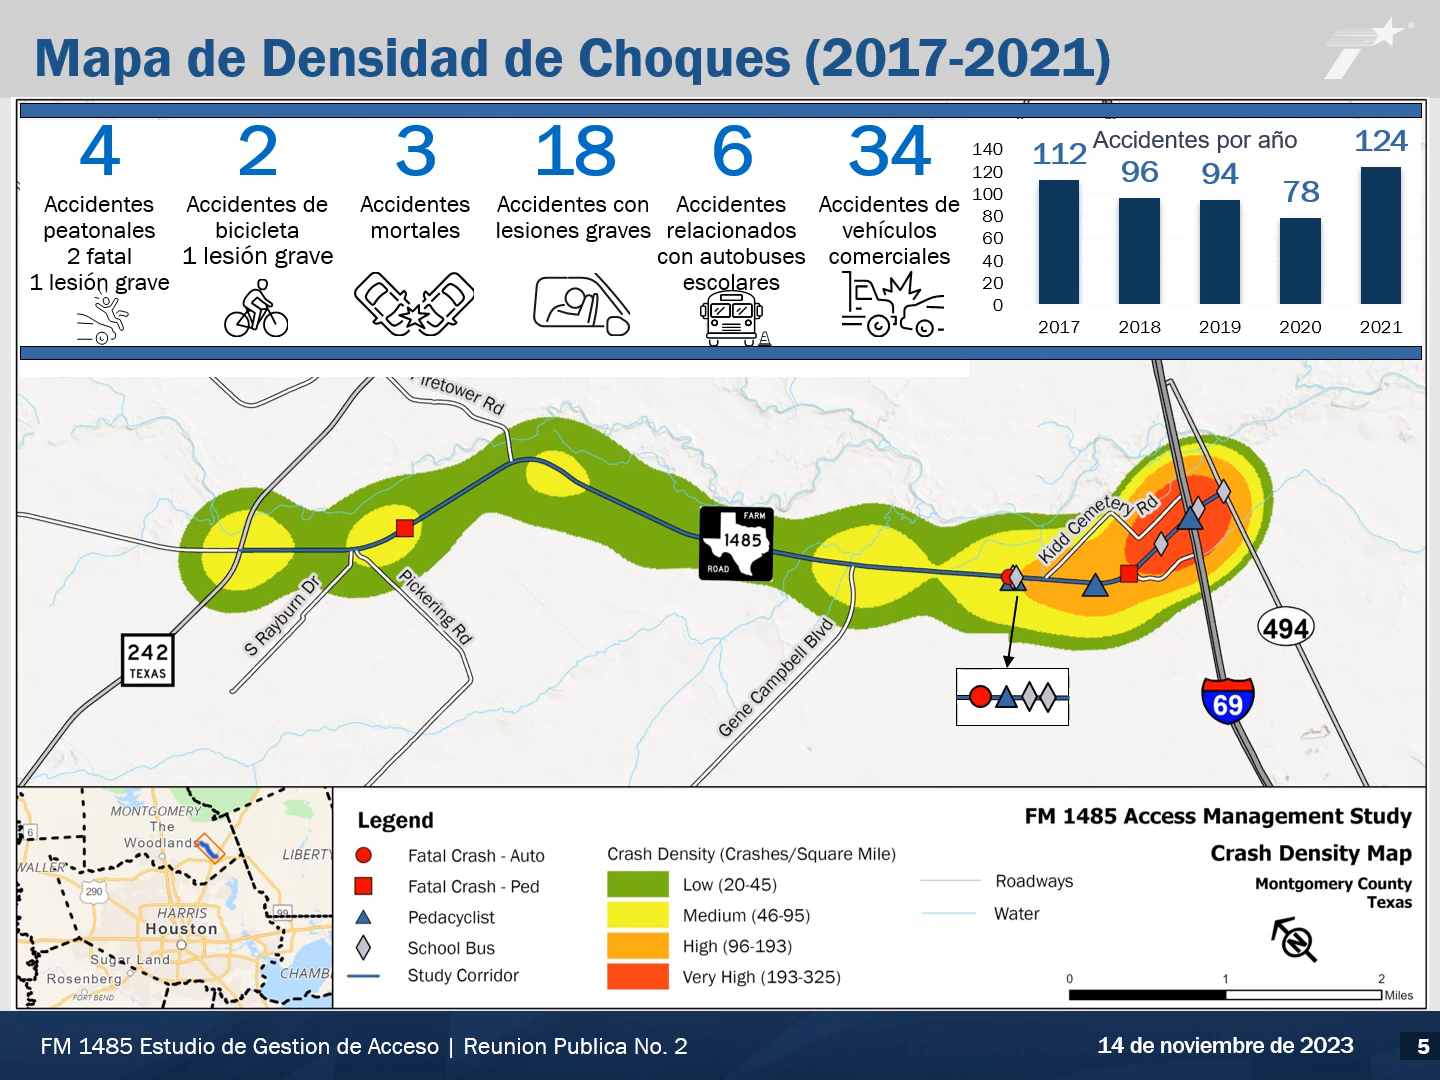 Mapa de Densidad de Choques (2017-2021)
4
Accidentes
peatonales
2 fatal
1 lesión grave
2
Accidentes de
bicicleta
1 lesión grave
3
Accidentes
mortales
18
Accidentes con
lesiones graves
6
Accidentes
relacionados
con autobuses
escolares
34
Accidentes de
vehículos
comerciales
Accidentes por año
140
120
100
80
60
40
20
0
112
96
94
78
124
2017
2018
2019
2020
2021
Firetower Rd
Kidd Cemetery Rd
S Rayburn Dr
Pickering Rd
Gene Campbell Blvd
FARM
1485
ROAD
242
TEXAS
494
69
MONTGOMERY
The
Woodlands
6
WALLER
LIBERTY
290
HARRIS
99
Houston
Sugar Land
Rosenberg
FORT BEND
CHAMB
Legend
Fatal Crash - Auto
Fatal Crash - Ped
Pedacyclist
School Bus
Study Corridor
Crash Density (Crashes/Square Mile)
Low (20-45)
Medium (46-95)
High (96-193)
Very High (193-325)
Roadways
Water
FM 1485 Access Management Study
Crash Density Map
Montgomery County
Texas
N
0
1
2
Miles
FM 1485 Estudio de Gestion de Acceso | Reunion Publica No. 2
14 de noviembre de 2023
5